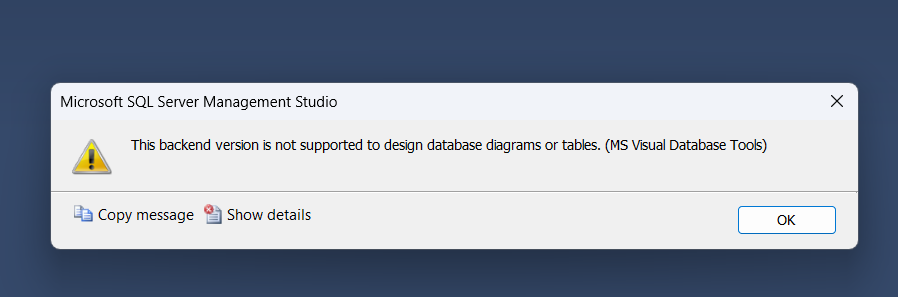 Microsoft SQL Server Management Studio
This backend version is not supported to design database diagrams or tables. (MS Visual Database Tools)
Copy message Show details
OK